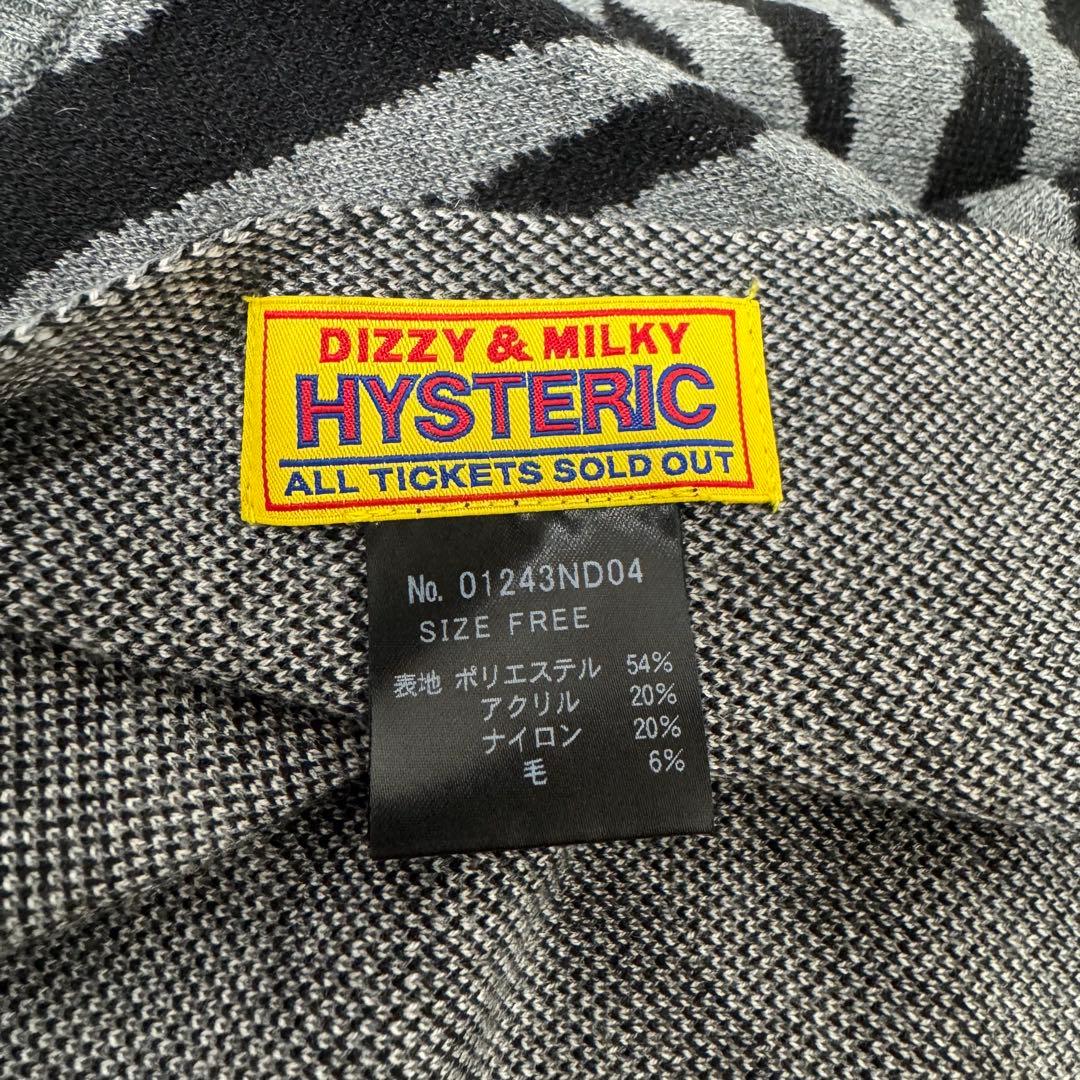 DIZZY & MILKY
HYSTERIC
ALL TICKETS SOLD OUT
No. 01243ND04
SIZE FREE
表地 ポリエステル 54%
アクリル 20%
ナイロン 20%
毛 6%